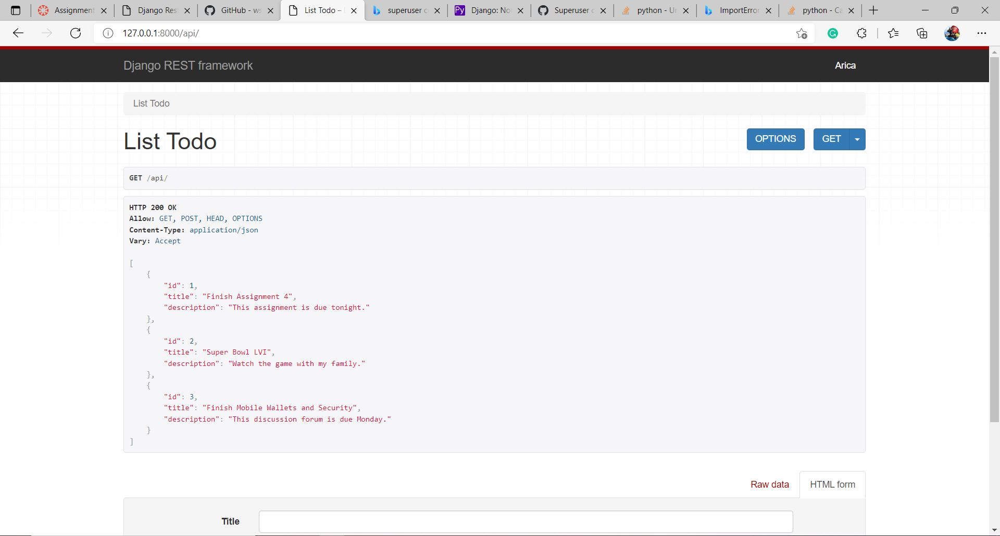 Assignment
Django Res
GitHub - ws
List Todo –
superuser c
Django: No
Superuser c
python - Ur
ImportError
python - Ca
127.0.0.1:8000/api/
Django REST framework
Arica
List Todo
List Todo
OPTIONS
GET
GET /api/
HTTP 200 OK
Allow: GET, POST, HEAD, OPTIONS
Content-Type: application/json
Vary: Accept
[
{
"id": 1,
"title": "Finish Assignment 4",
"description": "This assignment is due tonight."
},
{
"id": 2,
"title": "Super Bowl LVI",
"description": "Watch the game with my family."
},
{
"id": 3,
"title": "Finish Mobile Wallets and Security",
"description": "This discussion forum is due Monday."
}
]
Raw data
HTML form
Title